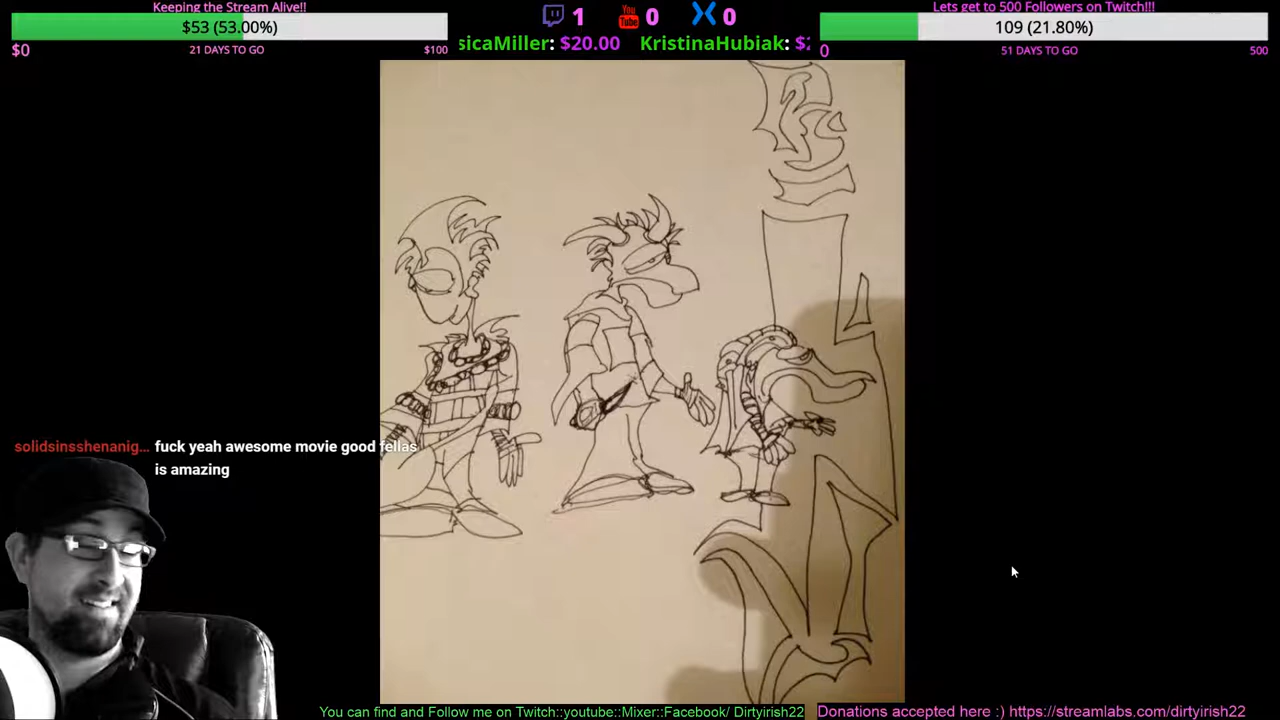 Keeping the Stream Alive!!
$53 (53.00%)
$0
21 DAYS TO GO
$100
1
You Tube
0
0
sicaMiller: $20.00 KristinaHubiak:
Lets get to 500 Followers on Twitch!!!
109 (21.80%)
0
51 DAYS TO GO
500
solidsinsshenanig... fuck yeah awesome movie good fellas
is amazing
You can find and Follow me on Twitch::youtube::Mixer::Facebook/ Dirtyirish22
Donations accepted here :) https://streamlabs.com/dirtyirish22